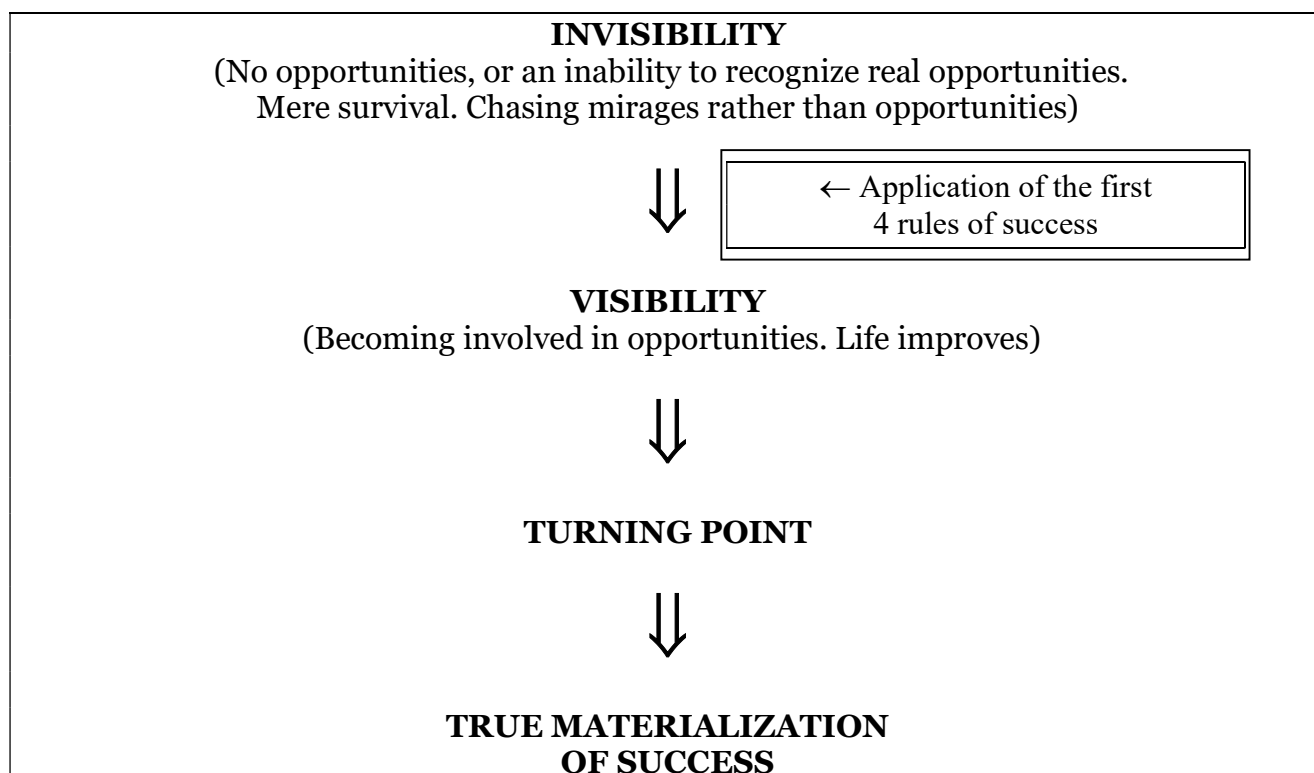 INVISIBILITY
(No opportunities, or an inability to recognize real opportunities.
Mere survival. Chasing mirages rather than opportunities)
⇓
← Application of the first
4 rules of success
VISIBILITY
(Becoming involved in opportunities. Life improves)
⇓
TURNING POINT
⇓
TRUE MATERIALIZATION
OF SUCCESS